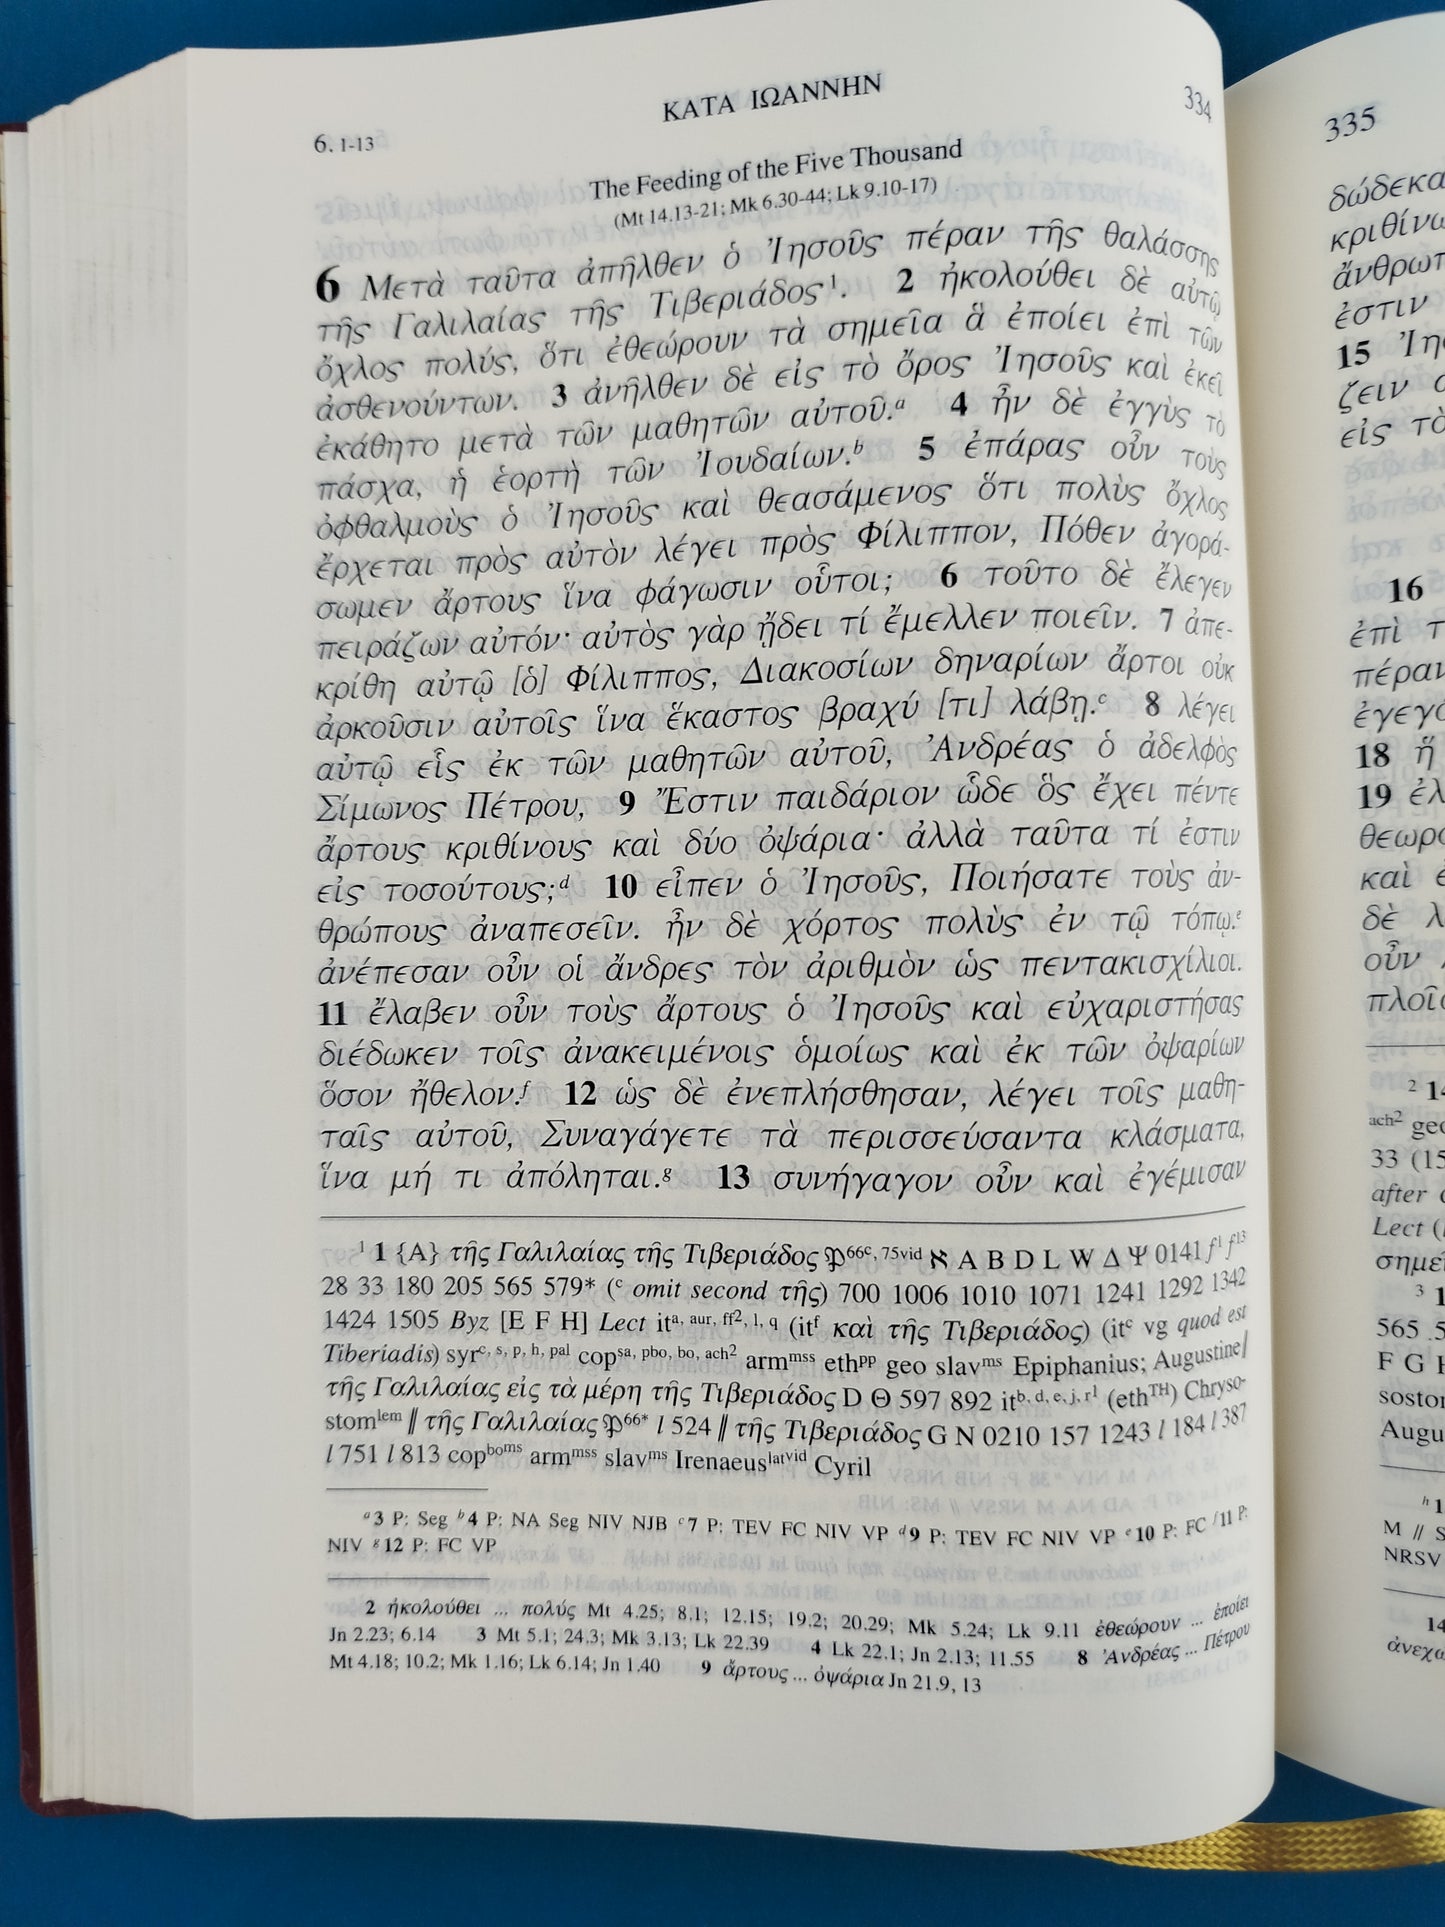 ΚΑΤΑ ΙΩΑΝΝΗΝ
334
6. 1-13
The Feeding of the Five Thousand
(Mt 14.13-21; Mk 6.30-44; Lk 9.10-17)
6 Μετὰ ταῦτα ἀπῆλθεν ὁ Ἰησοῦς πέραν τῆς θαλάσσης
τῆς Γαλιλαίας τῆς Τιβεριάδος¹. 2 ἠκολούθει δὲ αὐτῷ
ὄχλος πολύς, ὅτι ἐθεώρουν τὰ σημεῖα ἃ ἐποίει ἐπὶ τῶν
ἀσθενούντων. 3 ἀνῆλθεν δὲ εἰς τὸ ὄρος Ἰησοῦς καὶ ἐκεῖ
ἐκάθητο μετὰ τῶν μαθητῶν αὐτοῦ.ᵃ 4 ἦν δὲ ἐγγὺς τὸ
πάσχα, ἡ ἑορτὴ τῶν Ἰουδαίων.ᵇ 5 ἐπάρας οὖν τοὺς
ὀφθαλμοὺς ὁ Ἰησοῦς καὶ θεασάμενος ὅτι πολὺς ὄχλος
ἔρχεται πρὸς αὐτὸν λέγει πρὸς Φίλιππον, Πόθεν ἀγορά-
σωμεν ἄρτους ἵνα φάγωσιν οὗτοι; 6 τοῦτο δὲ ἔλεγεν
πειράζων αὐτόν· αὐτὸς γὰρ ᾔδει τί ἔμελλεν ποιεῖν. 7 ἀπε-
κρίθη αὐτῷ [ὁ] Φίλιππος, Διακοσίων δηναρίων ἄρτοι οὐκ
ἀρκοῦσιν αὐτοῖς ἵνα ἕκαστος βραχύ [τι] λάβῃ.ᶜ 8 λέγει
αὐτῷ εἷς ἐκ τῶν μαθητῶν αὐτοῦ, Ἀνδρέας ὁ ἀδελφὸς
Σίμωνος Πέτρου, 9 Ἔστιν παιδάριον ὧδε ὃς ἔχει πέντε
ἄρτους κριθίνους καὶ δύο ὀψάρια· ἀλλὰ ταῦτα τί ἐστιν
εἰς τοσούτους;ᵈ 10 εἶπεν ὁ Ἰησοῦς, Ποιήσατε τοὺς ἀν-
θρώπους ἀναπεσεῖν. ἦν δὲ χόρτος πολὺς ἐν τῷ τόπῳ.ᵉ
ἀνέπεσαν οὖν οἱ ἄνδρες τὸν ἀριθμὸν ὡς πεντακισχίλιοι.
11 ἔλαβεν οὖν τοὺς ἄρτους ὁ Ἰησοῦς καὶ εὐχαριστήσας
διέδωκεν τοῖς ἀνακειμένοις ὁμοίως καὶ ἐκ τῶν ὀψαρίων
ὅσον ἤθελον.ᶠ 12 ὡς δὲ ἐνεπλήσθησαν, λέγει τοῖς μαθη-
ταῖς αὐτοῦ, Συναγάγετε τὰ περισσεύσαντα κλάσματα,
ἵνα μή τι ἀπόληται.ᵍ 13 συνήγαγον οὖν καὶ ἐγέμισαν
¹ 1 {A} τῆς Γαλιλαίας τῆς Τιβεριάδος 𝔓66c, 75vid ℵ A B D L W Δ Ψ 0141 f¹ f¹³
28 33 180 205 565 579* (c omit second τῆς) 700 1006 1010 1071 1241 1292 1342
1424 1505 Byz [E F H] Lect ita, aur, ff2, l, q (itf καὶ τῆς Τιβεριάδος) (itc vg quod est
Tiberiadis) syrc, s, p, h, pal copsa, pbo, bo, ach2 armmss ethpp geo slavms Epiphanius; Augustine//
τῆς Γαλιλαίας εἰς τὰ μέρη τῆς Τιβεριάδος D Θ 597 892 itb, d, e, j, r1 (ethTH) Chryso-
stomlem // τῆς Γαλιλαίας 𝔓66* l 524 // τῆς Τιβεριάδος G N 0210 157 1243 l 184 l 387
l 751 l 813 copboms armmss slavms Irenaeuslatvid Cyril
ᵃ 3 P: Seg ᵇ 4 P: NA Seg NIV NJB ᶜ 7 P: TEV FC NIV VP ᵈ 9 P: TEV FC NIV VP ᵉ 10 P: FC ᶠ 11 P:
NIV ᵍ 12 P: FC VP
2 ἠκολούθει ... πολύς Mt 4.25; 8.1; 12.15; 19.2; 20.29; Mk 5.24; Lk 9.11 ἐθεώρουν ... ἐποίει
Jn 2.23; 6.14 3 Mt 5.1; 24.3; Mk 3.13; Lk 22.39 4 Lk 22.1; Jn 2.13; 11.55 8 Ἀνδρέας ... Πέτρου
Mt 4.18; 10.2; Mk 1.16; Lk 6.14; Jn 1.40 9 ἄρτους ... ὀψάρια Jn 21.9, 13
335
δώδεκα
ἐστιν
15
ζειν
εἰς τὸ
16
ἐπὶ
18 ἤ
19
καὶ
δὲ
οὖν
2
ach2
33
after
Lect
3
565
F G
h
M // S
NRSV
14